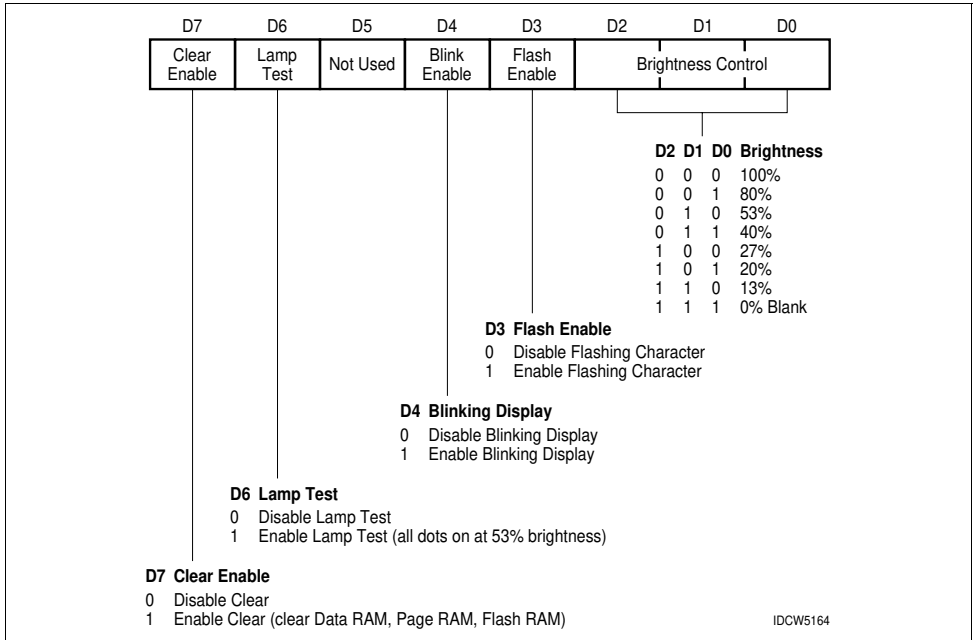 D7 D6 D5 D4 D3 D2 D1 D0
Clear Enable Lamp Test Not Used Blink Enable Flash Enable Brightness Control
D2 D1 D0 Brightness
0 0 0 100%
0 0 1 80%
0 1 0 53%
0 1 1 40%
1 0 0 27%
1 0 1 20%
1 1 0 13%
1 1 1 0% Blank
D3 Flash Enable
0 Disable Flashing Character
1 Enable Flashing Character
D4 Blinking Display
0 Disable Blinking Display
1 Enable Blinking Display
D6 Lamp Test
0 Disable Lamp Test
1 Enable Lamp Test (all dots on at 53% brightness)
D7 Clear Enable
0 Disable Clear
1 Enable Clear (clear Data RAM, Page RAM, Flash RAM)
IDCW5164